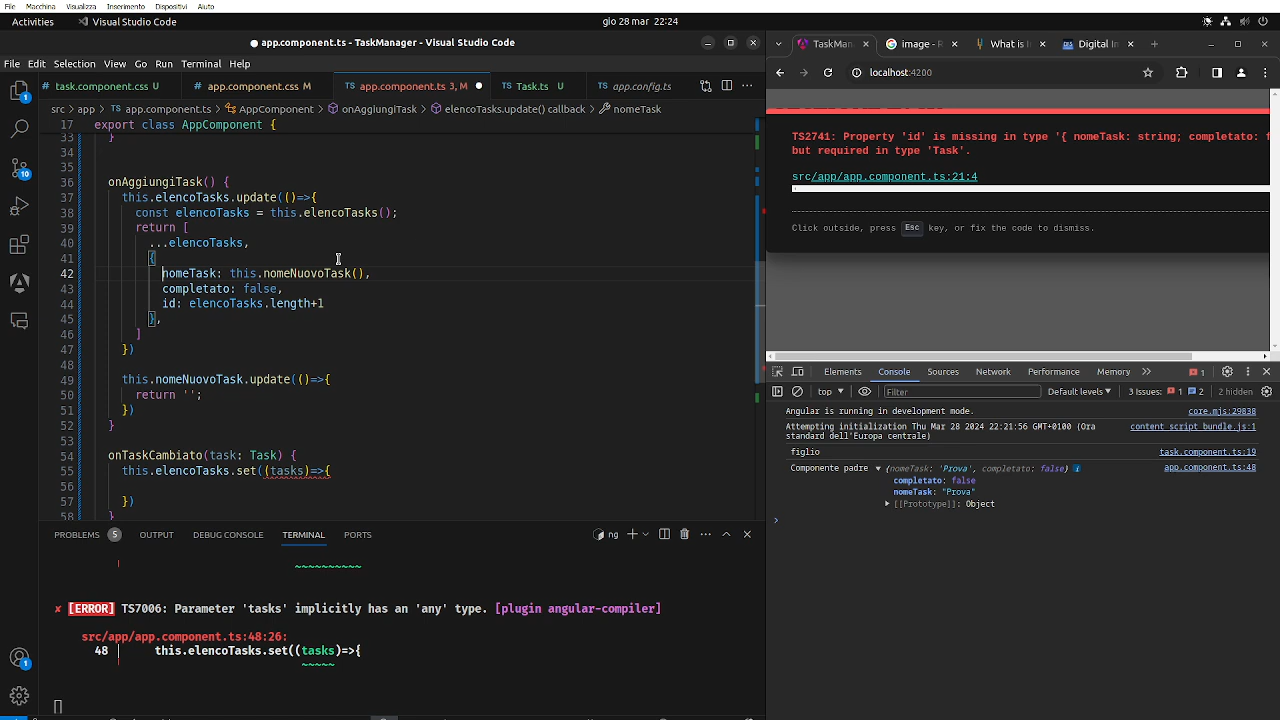 File Macchina Visualizza Inserimento Dispositivi Aiuto
Activities Visual Studio Code gio 28 mar 22:24
app.component.ts - TaskManager - Visual Studio Code
File Edit Selection View Go Run Terminal Help
task.component.css U app.component.css M app.component.ts 3, M Task.ts U app.config.ts
src > app > app.component.ts > AppComponent > onAggiungiTask > elencoTasks.update() callback > nomeTask
17 export class AppComponent {
33 }
34
35
36 onAggiungiTask() {
37 this.elencoTasks.update(()=>{
38 const elencoTasks = this.elencoTasks();
39 return [
40 ...elencoTasks,
41 {
42 nomeTask: this.nomeNuovoTask(),
43 completato: false,
44 id: elencoTasks.length+1
45 },
46 ]
47 })
48
49 this.nomeNuovoTask.update(()=>{
50 return '';
51 })
52 }
53
54 onTaskCambiato(task: Task) {
55 this.elencoTasks.set((tasks)=>{
56
57 })
58 }
1
10
1
PROBLEMS 5 OUTPUT DEBUG CONSOLE TERMINAL PORTS
ng
~~~~~~~~~~
✘ [ERROR] TS7006: Parameter 'tasks' implicitly has an 'any' type. [plugin angular-compiler]
src/app/app.component.ts:48:26:
48 │ this.elencoTasks.set((tasks)=>{
~~~~~
TaskMan image - R What is I Digital In
localhost:4200
TS2741: Property 'id' is missing in type '{ nomeTask: string; completato: f
but required in type 'Task'.
src/app/app.component.ts:21:4
Click outside, press Esc key, or fix the code to dismiss.
Elements Console Sources Network Performance Memory 1
top Filter Default levels 3 Issues: 1 2 2 hidden
Angular is running in development mode. core.mjs:29838
Attempting initialization Thu Mar 28 2024 22:21:56 GMT+0100 (Ora content script bundle.js:1
standard dell'Europa centrale)
figlio task.component.ts:19
Componente padre {nomeTask: 'Prova', completato: false} app.component.ts:48
completato: false
nomeTask: "Prova"
[[Prototype]]: Object